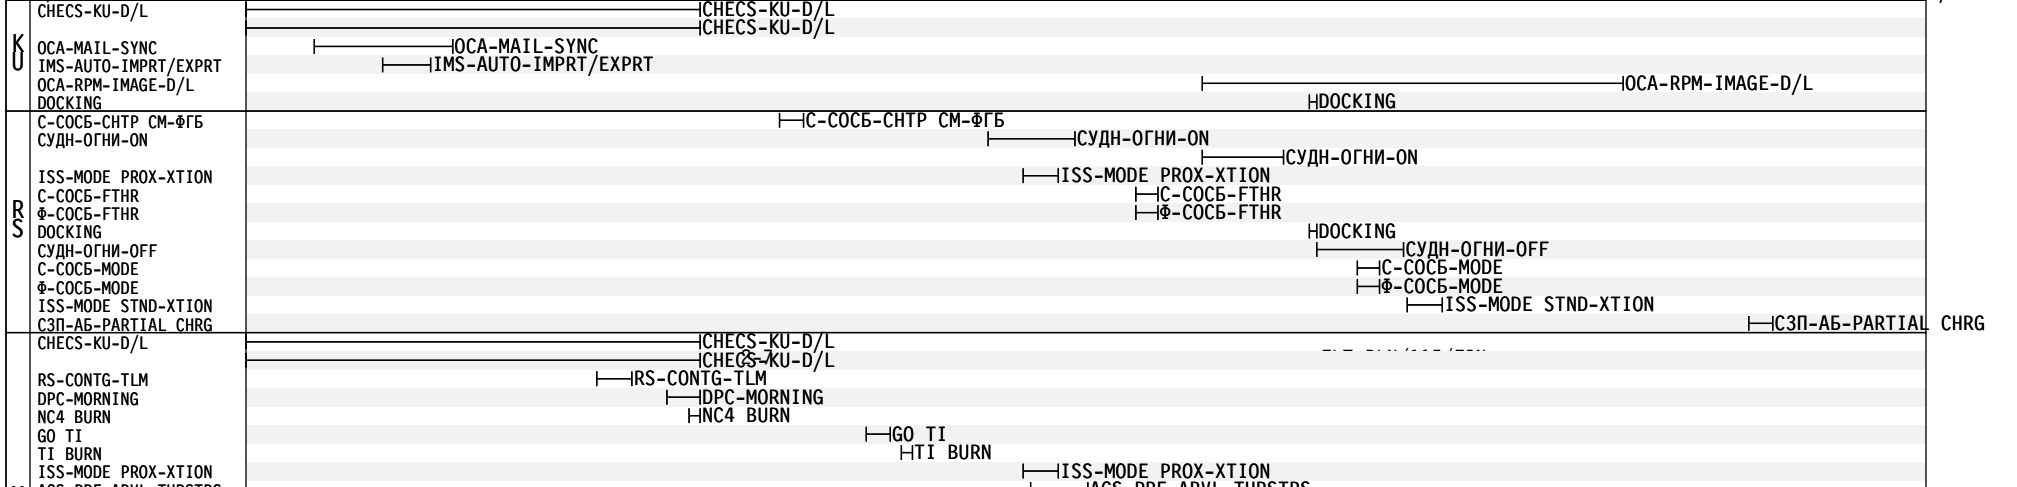 CHECS-KU-D/L CHECS-KU-D/L
CHECS-KU-D/L
KU
OCA-MAIL-SYNC OCA-MAIL-SYNC
IMS-AUTO-IMPRT/EXPRT IMS-AUTO-IMPRT/EXPRT
OCA-RPM-IMAGE-D/L OCA-RPM-IMAGE-D/L
DOCKING DOCKING
С-СОСБ-СНТР СМ-ФГБ С-СОСБ-СНТР СМ-ФГБ
СУДН-ОГНИ-ON СУДН-ОГНИ-ON
СУДН-ОГНИ-ON
ISS-MODE PROX-XTION ISS-MODE PROX-XTION
С-СОСБ-FTHR С-СОСБ-FTHR
RS
Ф-СОСБ-FTHR Ф-СОСБ-FTHR
DOCKING DOCKING
СУДН-ОГНИ-OFF СУДН-ОГНИ-OFF
С-СОСБ-MODE С-СОСБ-MODE
Ф-СОСБ-MODE Ф-СОСБ-MODE
ISS-MODE STND-XTION ISS-MODE STND-XTION
СЗП-АБ-PARTIAL CHRG СЗП-АБ-PARTIAL CHRG
CHECS-KU-D/L CHECS-KU-D/L
CHECS-KU-D/L
RS-CONTG-TLM RS-CONTG-TLM
DPC-MORNING DPC-MORNING
NC4 BURN NC4 BURN
GO TI GO TI
TI BURN TI BURN
ISS-MODE PROX-XTION ISS-MODE PROX-XTION